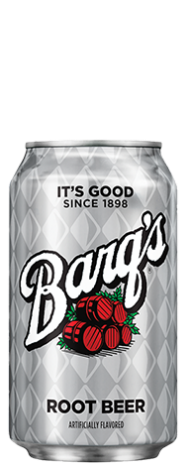 IT'S GOOD
SINCE 1898
Barq's
ROOT BEER
ARTIFICIALLY FLAVORED